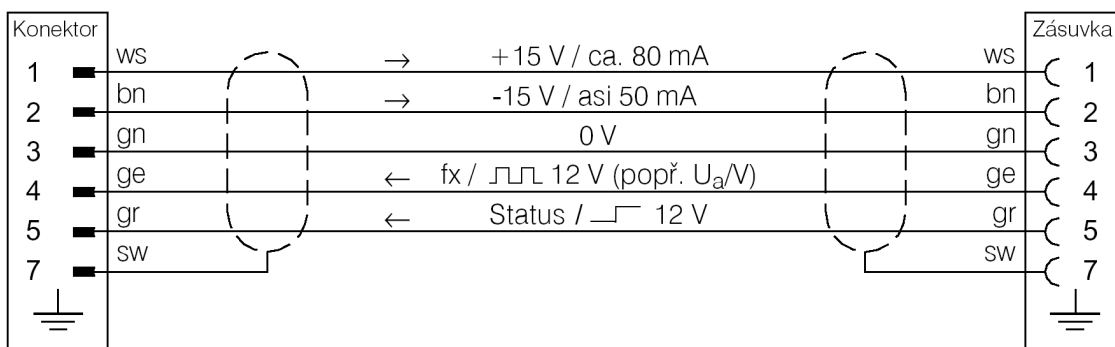 Konektor Zásuvka
1 ws → +15 V / ca. 80 mA ws 1
2 bn → -15 V / asi 50 mA bn 2
3 gn 0 V gn 3
4 ge ← fx / 12 V (popř. Ua/V) ge 4
5 gr ← Status / 12 V gr 5
7 sw sw 7